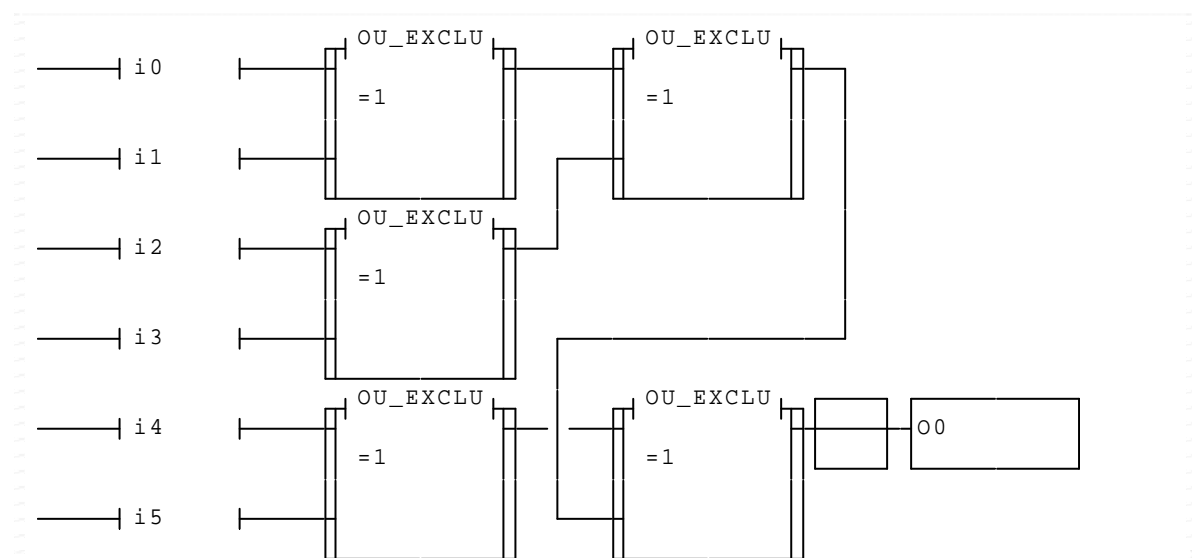 OU_EXCLU OU_EXCLU
i0
=1 =1
i1
OU_EXCLU
i2
=1
i3
OU_EXCLU OU_EXCLU
i4 O0
=1 =1
i5